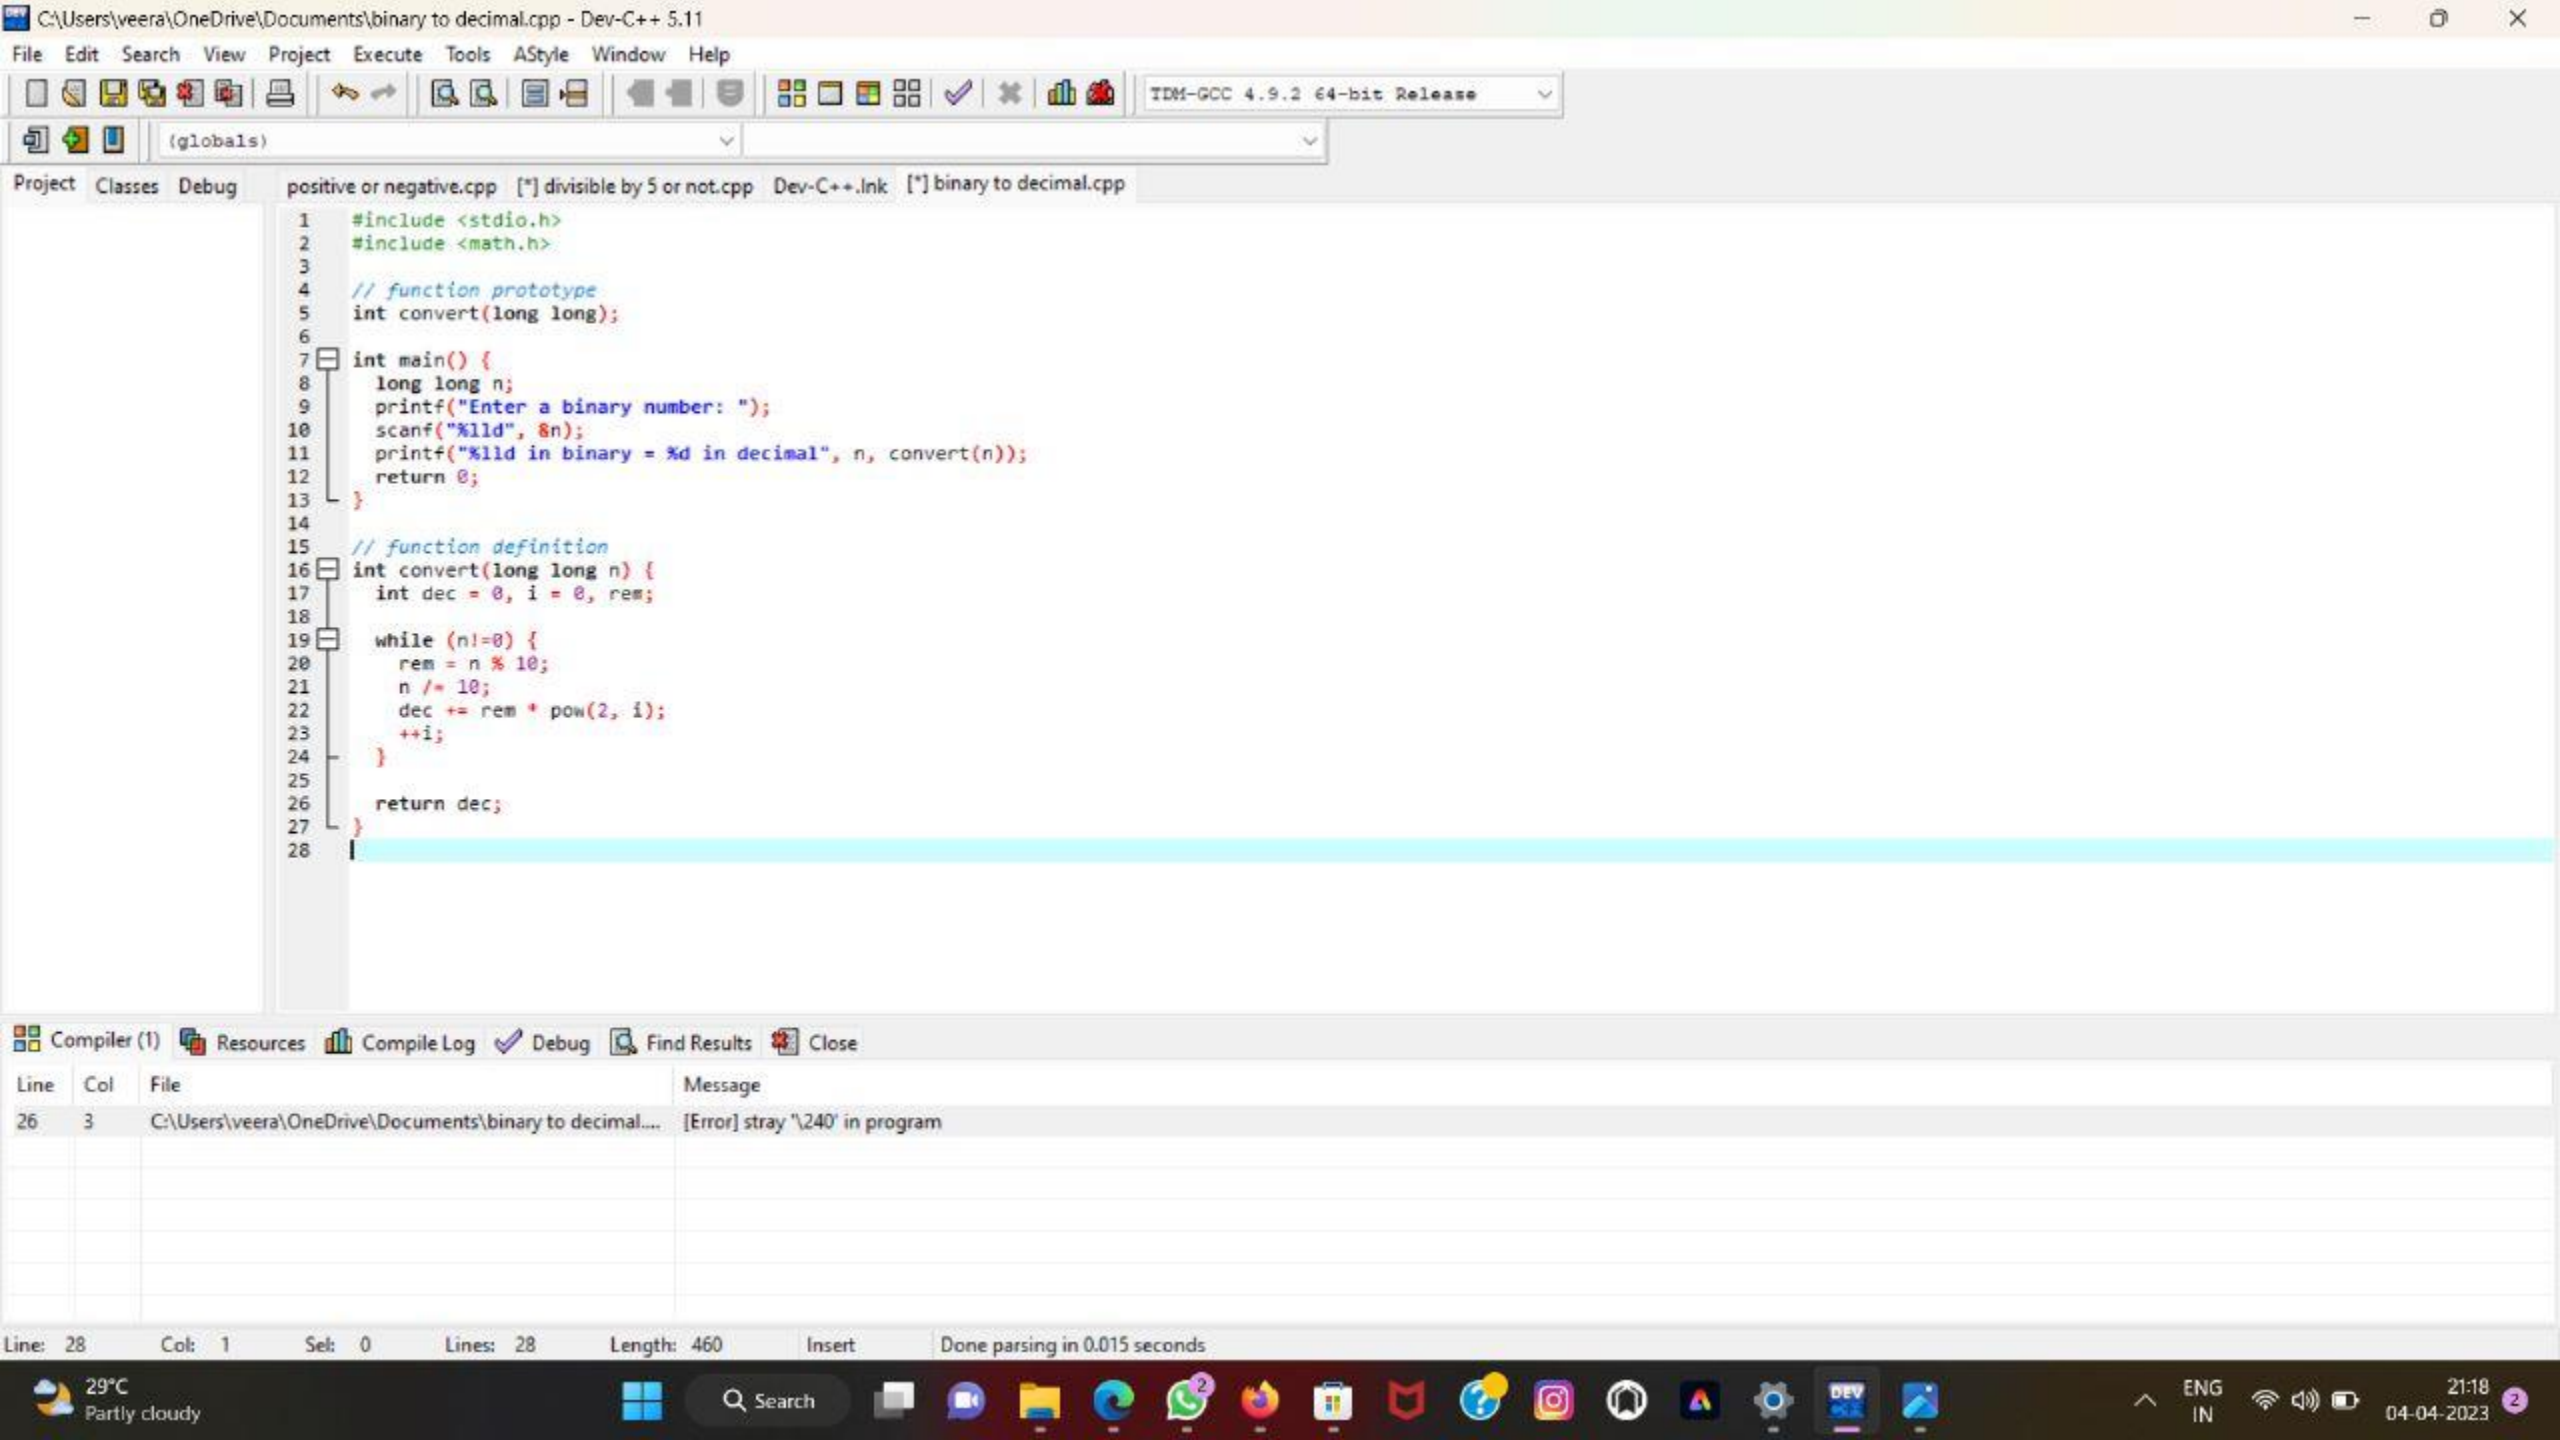 C:\Users\veera\OneDrive\Documents\binary to decimal.cpp - Dev-C++ 5.11
File Edit Search View Project Execute Tools AStyle Window Help
TDM-GCC 4.9.2 64-bit Release
(globals)
Project Classes Debug positive or negative.cpp [*] divisible by 5 or not.cpp Dev-C++.lnk [*] binary to decimal.cpp
1 #include <stdio.h>
2 #include <math.h>
3
4 // function prototype
5 int convert(long long);
6
7 int main() {
8 long long n;
9 printf("Enter a binary number: ");
10 scanf("%lld", &n);
11 printf("%lld in binary = %d in decimal", n, convert(n));
12 return 0;
13 }
14
15 // function definition
16 int convert(long long n) {
17 int dec = 0, i = 0, rem;
18
19 while (n!=0) {
20 rem = n % 10;
21 n /= 10;
22 dec += rem * pow(2, i);
23 ++i;
24 }
25
26 return dec;
27 }
28
Compiler (1) Resources Compile Log Debug Find Results Close
Line Col File Message
26 3 C:\Users\veera\OneDrive\Documents\binary to decimal.... [Error] stray '\240' in program
Line: 28 Col: 1 Sel: 0 Lines: 28 Length: 460 Insert Done parsing in 0.015 seconds
29°C
Partly cloudy
Search
2
DEV
ENG
IN
21:18
04-04-2023
2